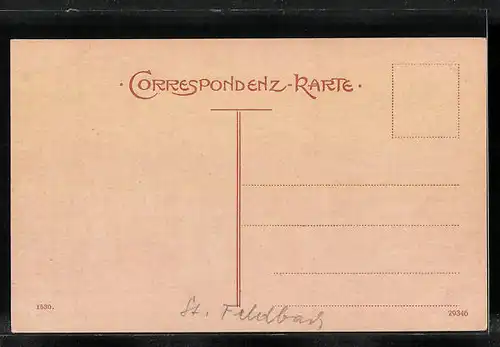 · CORRESPONDENZ-KARTE ·
1530.
St. Feldbach
29346